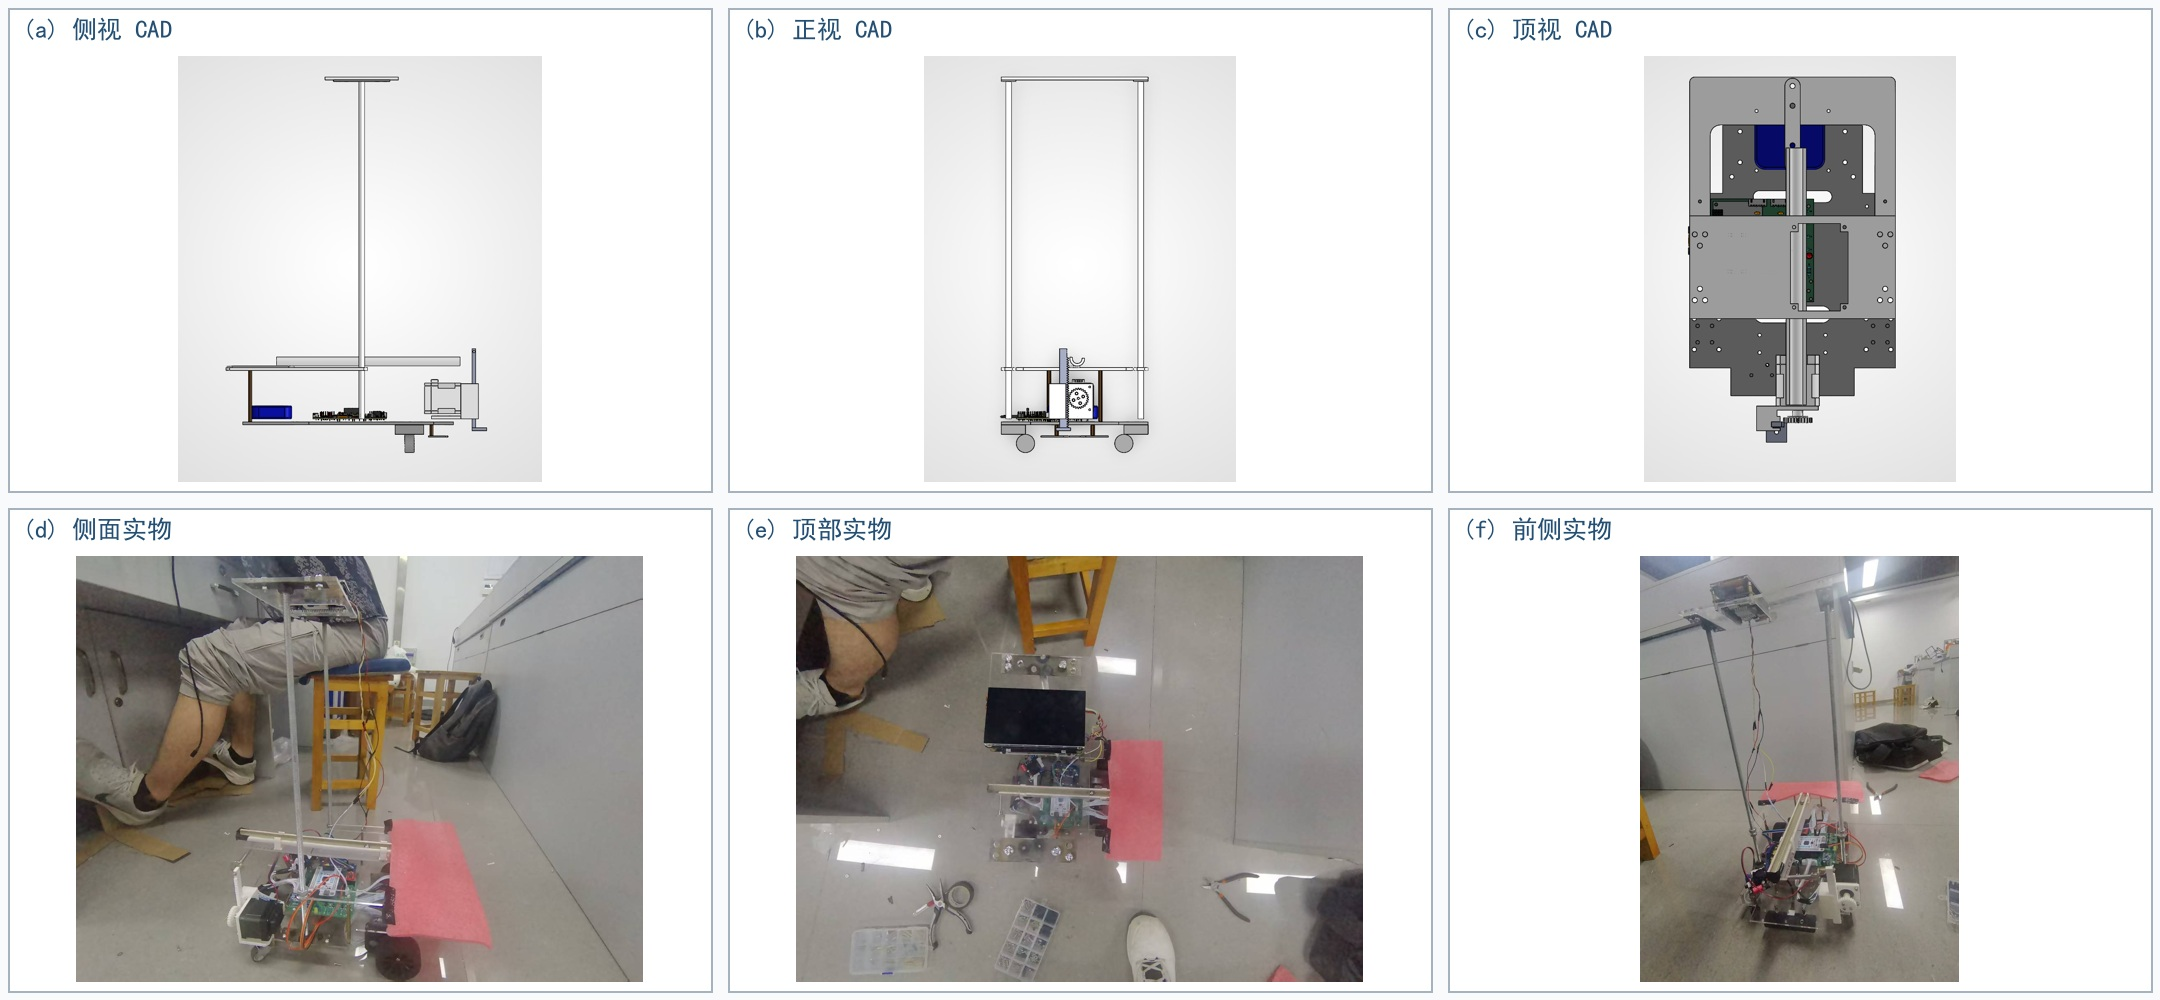 (a) 侧视 CAD
(b) 正视 CAD
(c) 顶视 CAD
(d) 侧面实物
(e) 顶部实物
(f) 前侧实物